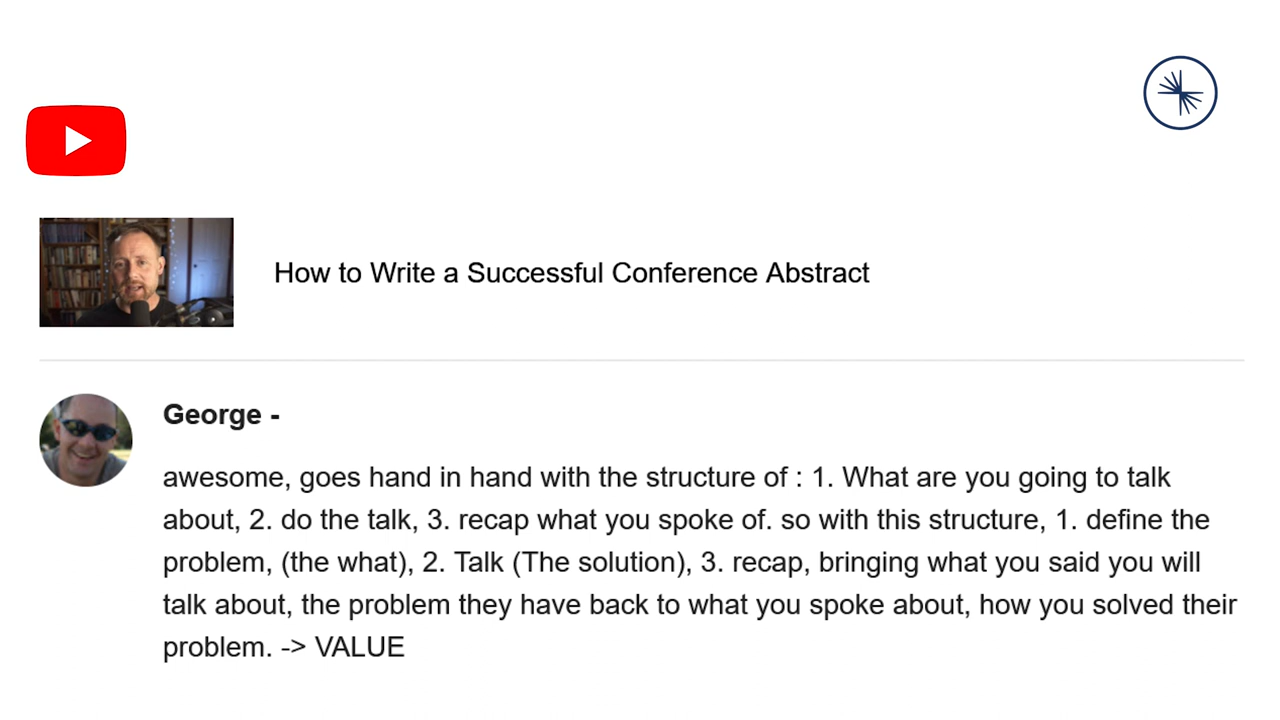 How to Write a Successful Conference Abstract
George -
awesome, goes hand in hand with the structure of : 1. What are you going to talk
about, 2. do the talk, 3. recap what you spoke of. so with this structure, 1. define the
problem, (the what), 2. Talk (The solution), 3. recap, bringing what you said you will
talk about, the problem they have back to what you spoke about, how you solved their
problem. -> VALUE